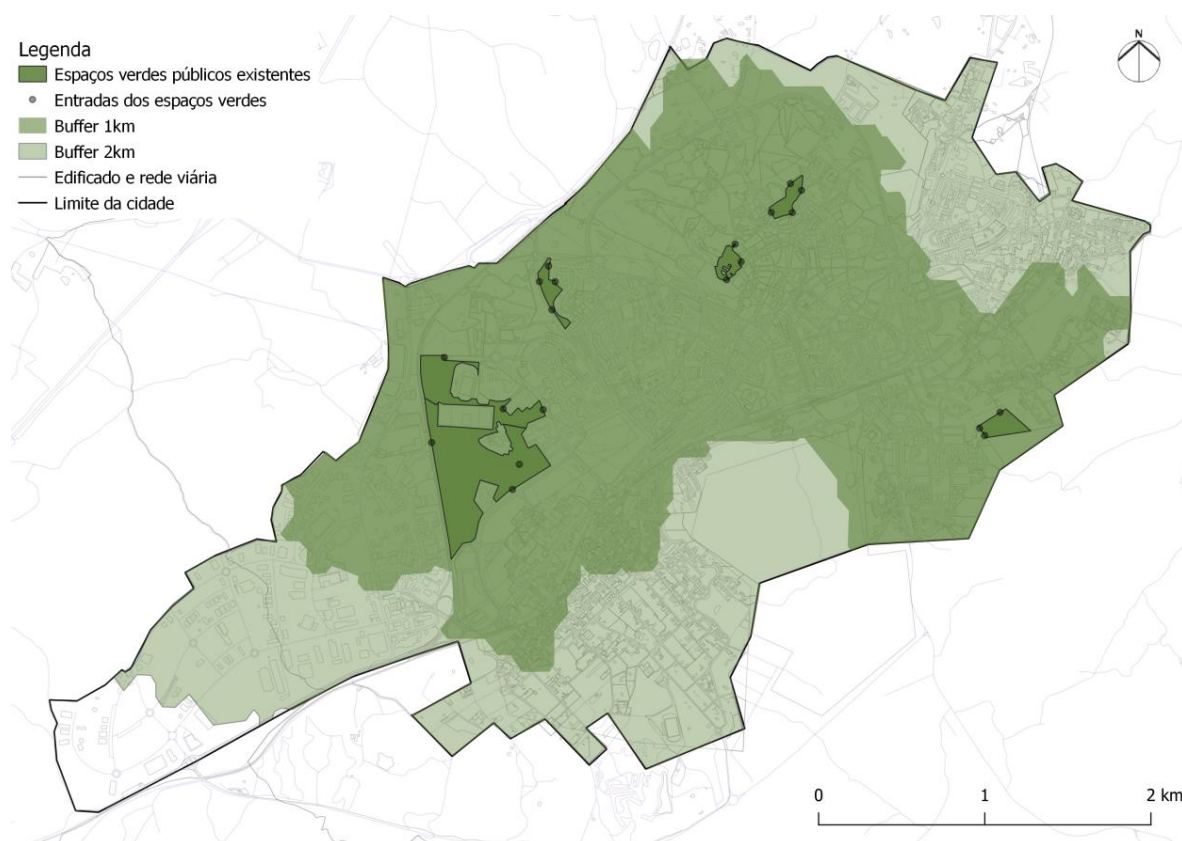 Legenda
Espaços verdes públicos existentes
Entradas dos espaços verdes
Buffer 1km
Buffer 2km
Edificado e rede viária
Limite da cidade
N
0 1 2 km